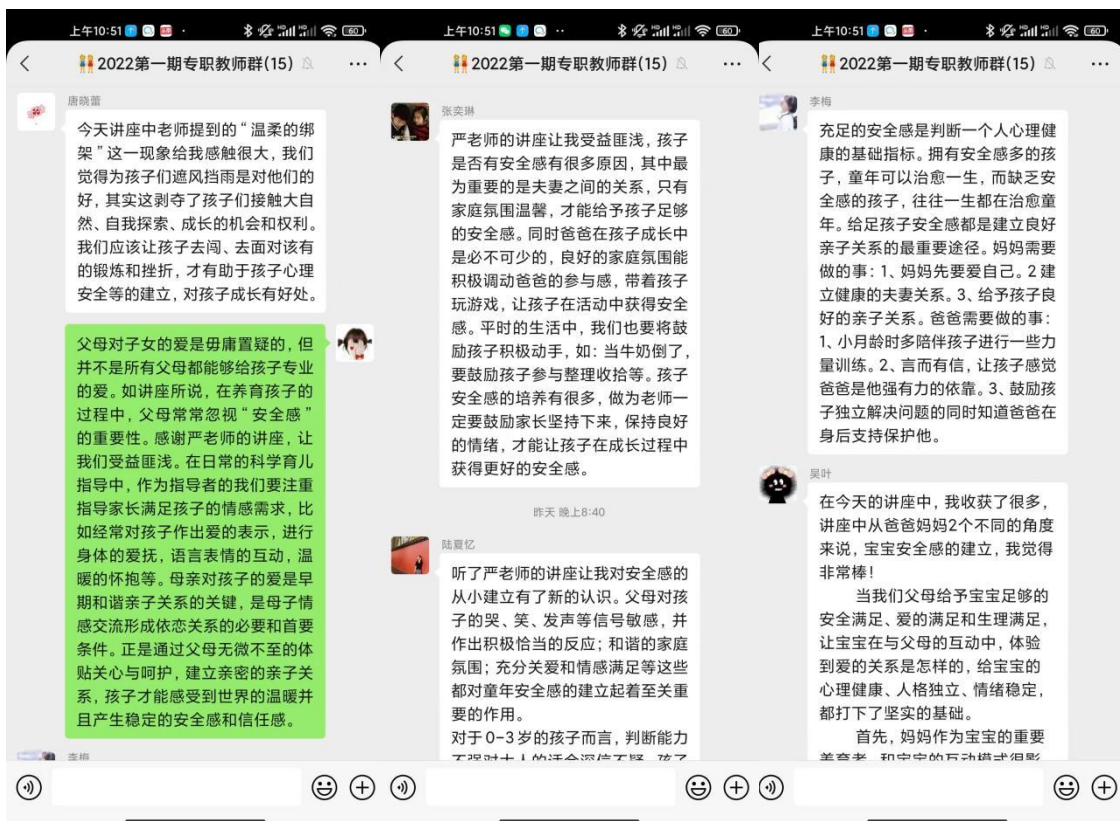 上午10:51
60
2022第一期专职教师群(15)
唐晓蕾
今天讲座中老师提到的“温柔的绑
架”这一现象给我感触很大，我们
觉得为孩子们遮风挡雨是对他们的
好，其实这剥夺了孩子们接触大自
然、自我探索、成长的机会和权利。
我们应该让孩子去闯、去面对该有
的锻炼和挫折，才有助于孩子心理
安全等的建立，对孩子成长有好处。
父母对子女的爱是毋庸置疑的，但
并不是所有父母都能够给孩子专业
的爱。如讲座所说，在养育孩子的
过程中，父母常常忽视“安全感”
的重要性。感谢严老师的讲座，让
我们受益匪浅。在日常的科学育儿
指导中，作为指导者的我们要注重
指导家长满足孩子的情感需求，比
如经常对孩子作出爱的表示，进行
身体的爱抚，语言表情的互动，温
暖的怀抱等。母亲对孩子的爱是早
期和谐亲子关系的关键，是母子情
感交流形成依恋关系的必要和首要
条件。正是通过父母无微不至的体
贴关心与呵护，建立亲密的亲子关
系，孩子才能感受到世界的温暖并
且产生稳定的安全感和信任感。
李梅
上午10:51
60
2022第一期专职教师群(15)
张奕琳
严老师的讲座让我受益匪浅，孩子
是否有安全感有很多原因，其中最
为重要的是夫妻之间的关系，只有
家庭氛围温馨，才能给予孩子足够
的安全感。同时爸爸在孩子成长中
是必不可少的，良好的家庭氛围能
积极调动爸爸的参与感，带着孩子
玩游戏，让孩子在活动中获得安全
感。平时的生活中，我们也要将鼓
励孩子积极动手，如：当牛奶倒了，
要鼓励孩子参与整理收拾等。孩子
安全感的培养有很多，做为老师一
定要鼓励家长坚持下来，保持良好
的情绪，才能让孩子在成长过程中
获得更好的安全感。
昨天 晚上8:40
陆夏忆
听了严老师的讲座让我对安全感的
从小建立有了新的认识。父母对孩
子的哭、笑、发声等信号敏感，并
作出积极恰当的反应；和谐的家庭
氛围；充分关爱和情感满足等这些
都对童年安全感的建立起着至关重
要的作用。
对于0-3岁的孩子而言，判断能力
不强对大人的话会深信不疑，孩子
上午10:51
60
2022第一期专职教师群(15)
李梅
充足的安全感是判断一个人心理健
康的基础指标。拥有安全感多的孩
子，童年可以治愈一生，而缺乏安
全感的孩子，往往一生都在治愈童
年。给足孩子安全感都是建立良好
亲子关系的最重要途径。妈妈需要
做的事：1、妈妈先要爱自己。2建
立健康的夫妻关系。3、给予孩子良
好的亲子关系。爸爸需要做的事：
1、小月龄时多陪伴孩子进行一些力
量训练。2、言而有信，让孩子感觉
爸爸是他强有力的依靠。3、鼓励孩
子独立解决问题的同时知道爸爸在
身后支持保护他。
吴叶
在今天的讲座中，我收获了很多，
讲座中从爸爸妈妈2个不同的角度
来说，宝宝安全感的建立，我觉得
非常棒！
当我们父母给予宝宝足够的
安全满足、爱的满足和生理满足，
让宝宝在与父母的互动中，体验
到爱的关系是怎样的，给宝宝的
心理健康、人格独立、情绪稳定，
都打下了坚实的基础。
首先，妈妈作为宝宝的重要
养育者，和宝宝的互动模式很影